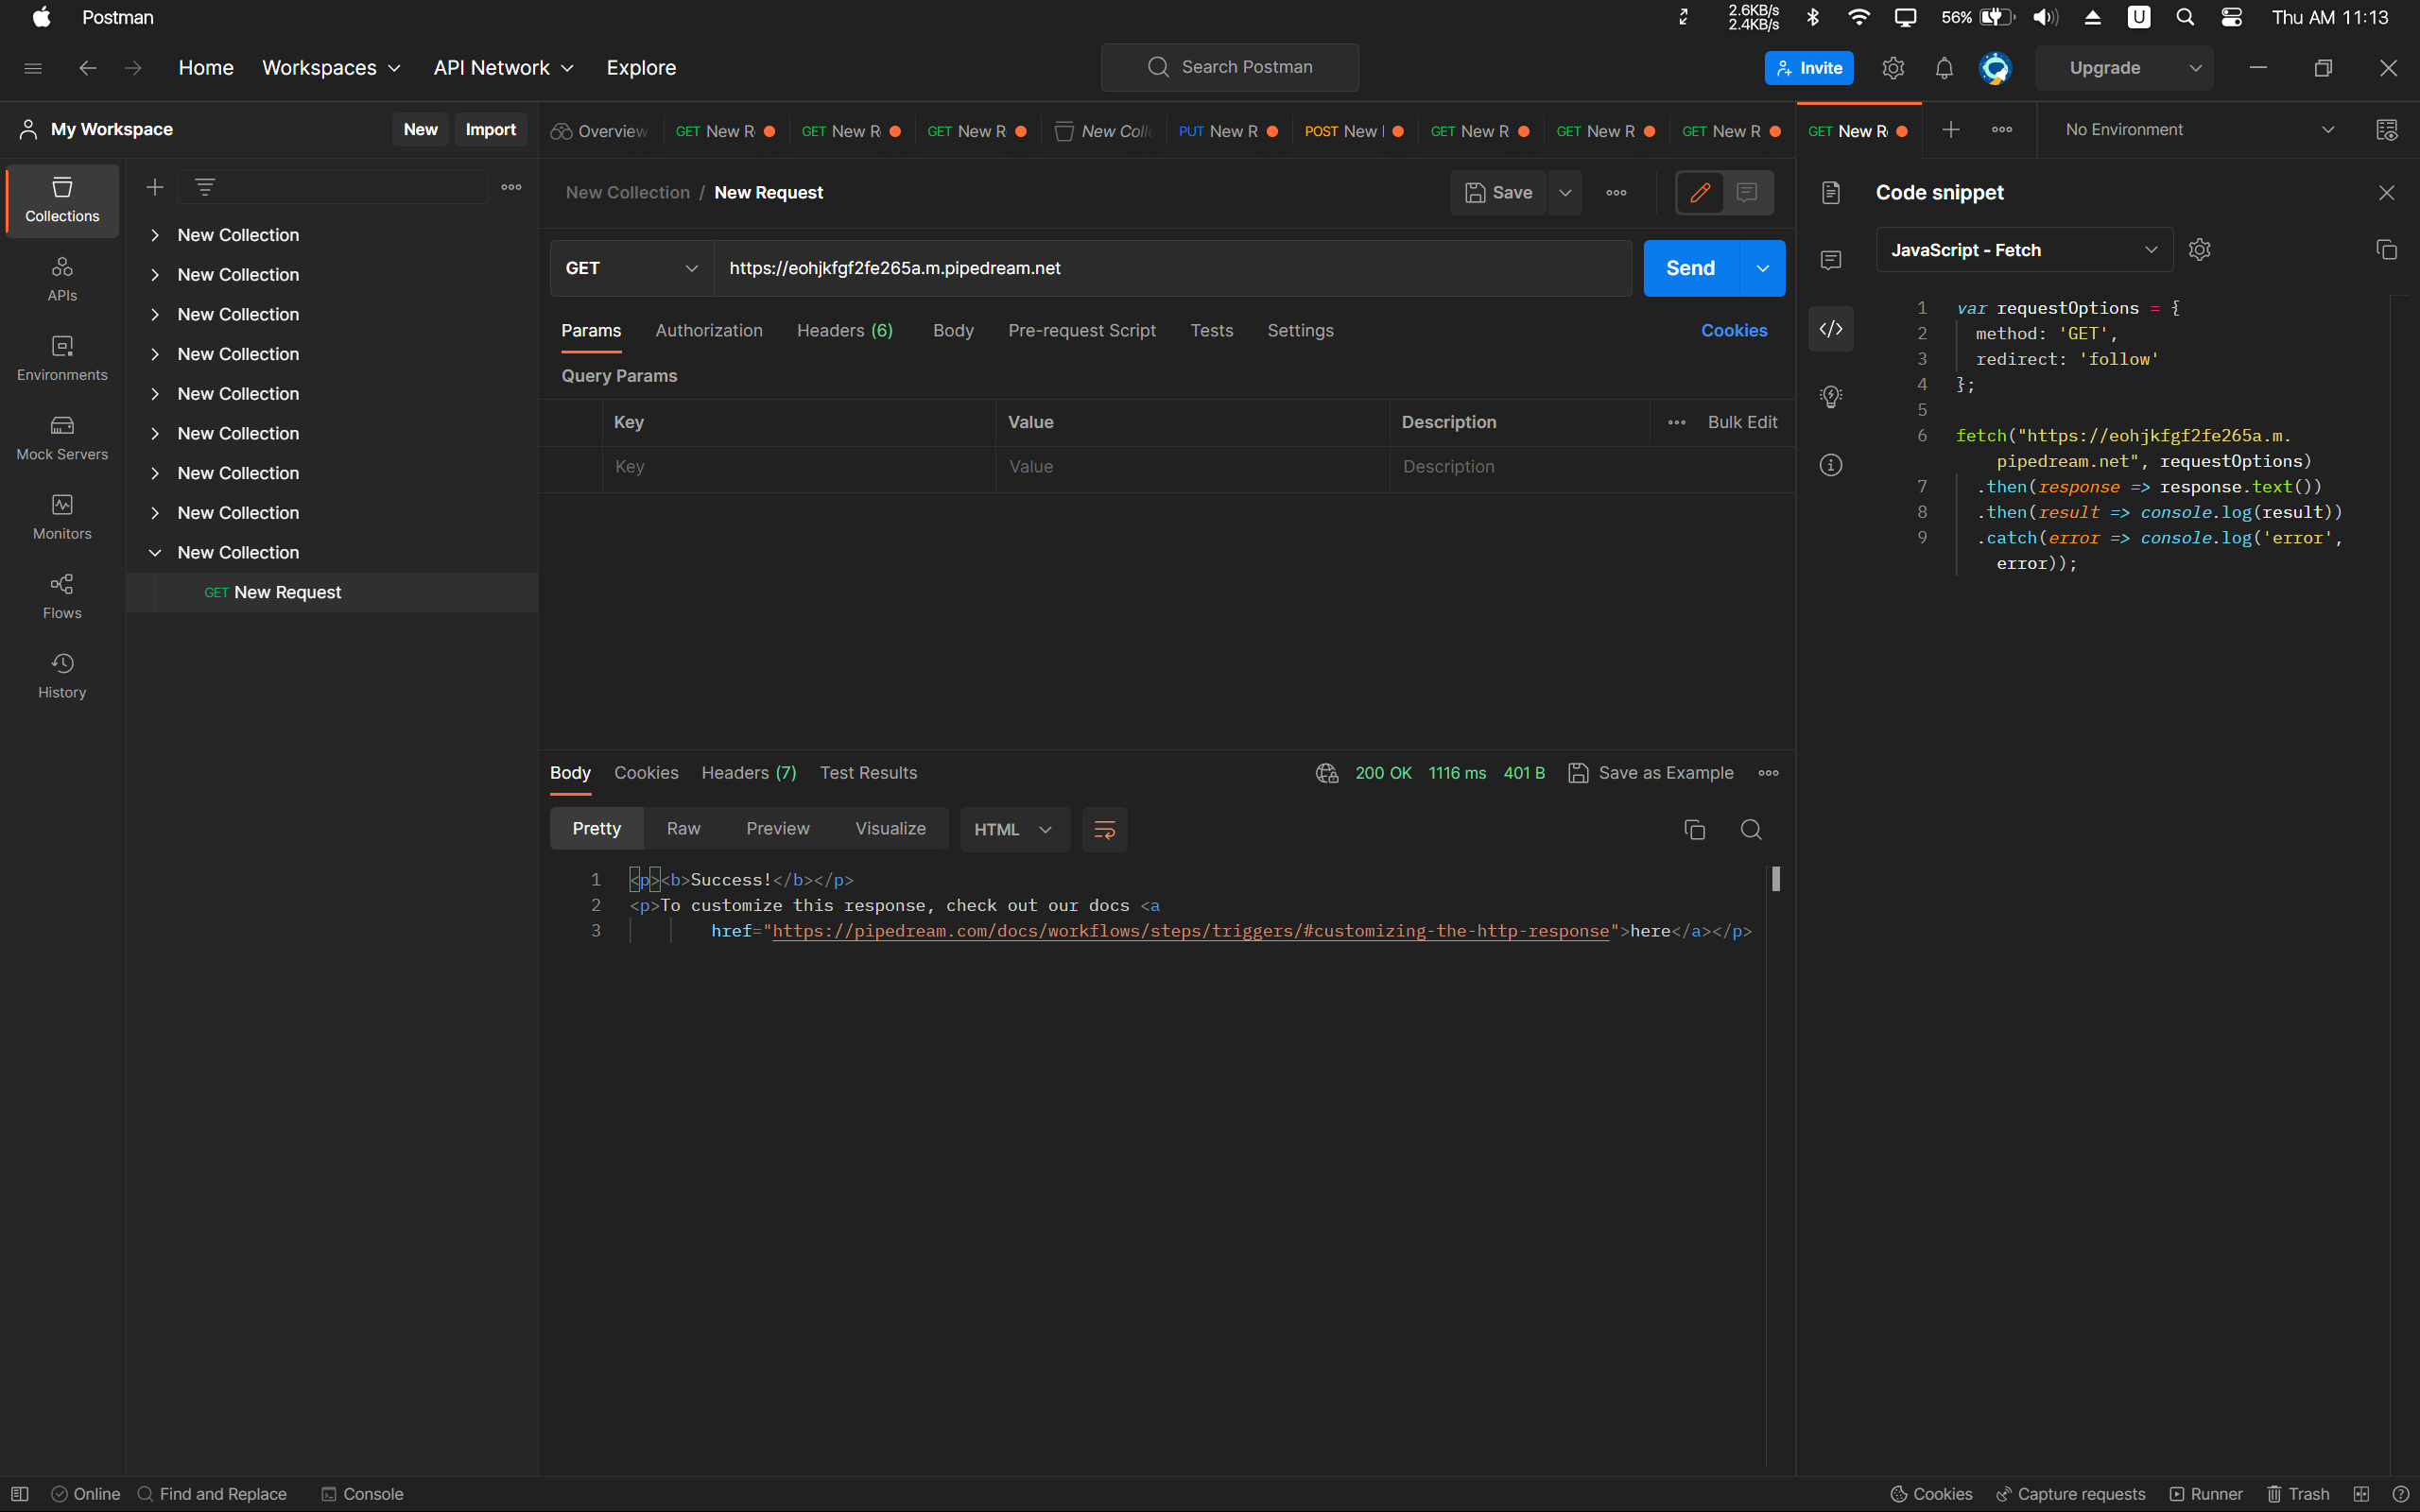 Postman
2.6KB/s
2.4KB/s
56%
U
Thu AM 11:13
Home Workspaces API Network Explore
Search Postman
Invite
Upgrade
My Workspace
New Import
Overview
GET New R
GET New R
GET New R
New Coll
PUT New R
POST New
GET New R
GET New R
GET New R
GET New R
No Environment
Collections
APIs
Environments
Mock Servers
Monitors
Flows
History
New Collection
New Collection
New Collection
New Collection
New Collection
New Collection
New Collection
New Collection
New Collection
GET New Request
New Collection / New Request
Save
GET https://eohjkfgf2fe265a.m.pipedream.net
Send
Params Authorization Headers (6) Body Pre-request Script Tests Settings Cookies
Query Params
Key Value Description Bulk Edit
Key Value Description
Body Cookies Headers (7) Test Results
200 OK 1116 ms 401 B Save as Example
Pretty Raw Preview Visualize HTML
1 <p><b>Success!</b></p>
2 <p>To customize this response, check out our docs <a
3 href="https://pipedream.com/docs/workflows/steps/triggers/#customizing-the-http-response">here</a></p>
Code snippet
JavaScript - Fetch
1 var requestOptions = {
2 method: 'GET',
3 redirect: 'follow'
4 };
5
6 fetch("https://eohjkfgf2fe265a.m.
pipedream.net", requestOptions)
7 .then(response => response.text())
8 .then(result => console.log(result))
9 .catch(error => console.log('error',
error));
Online Find and Replace Console
Cookies Capture requests Runner Trash